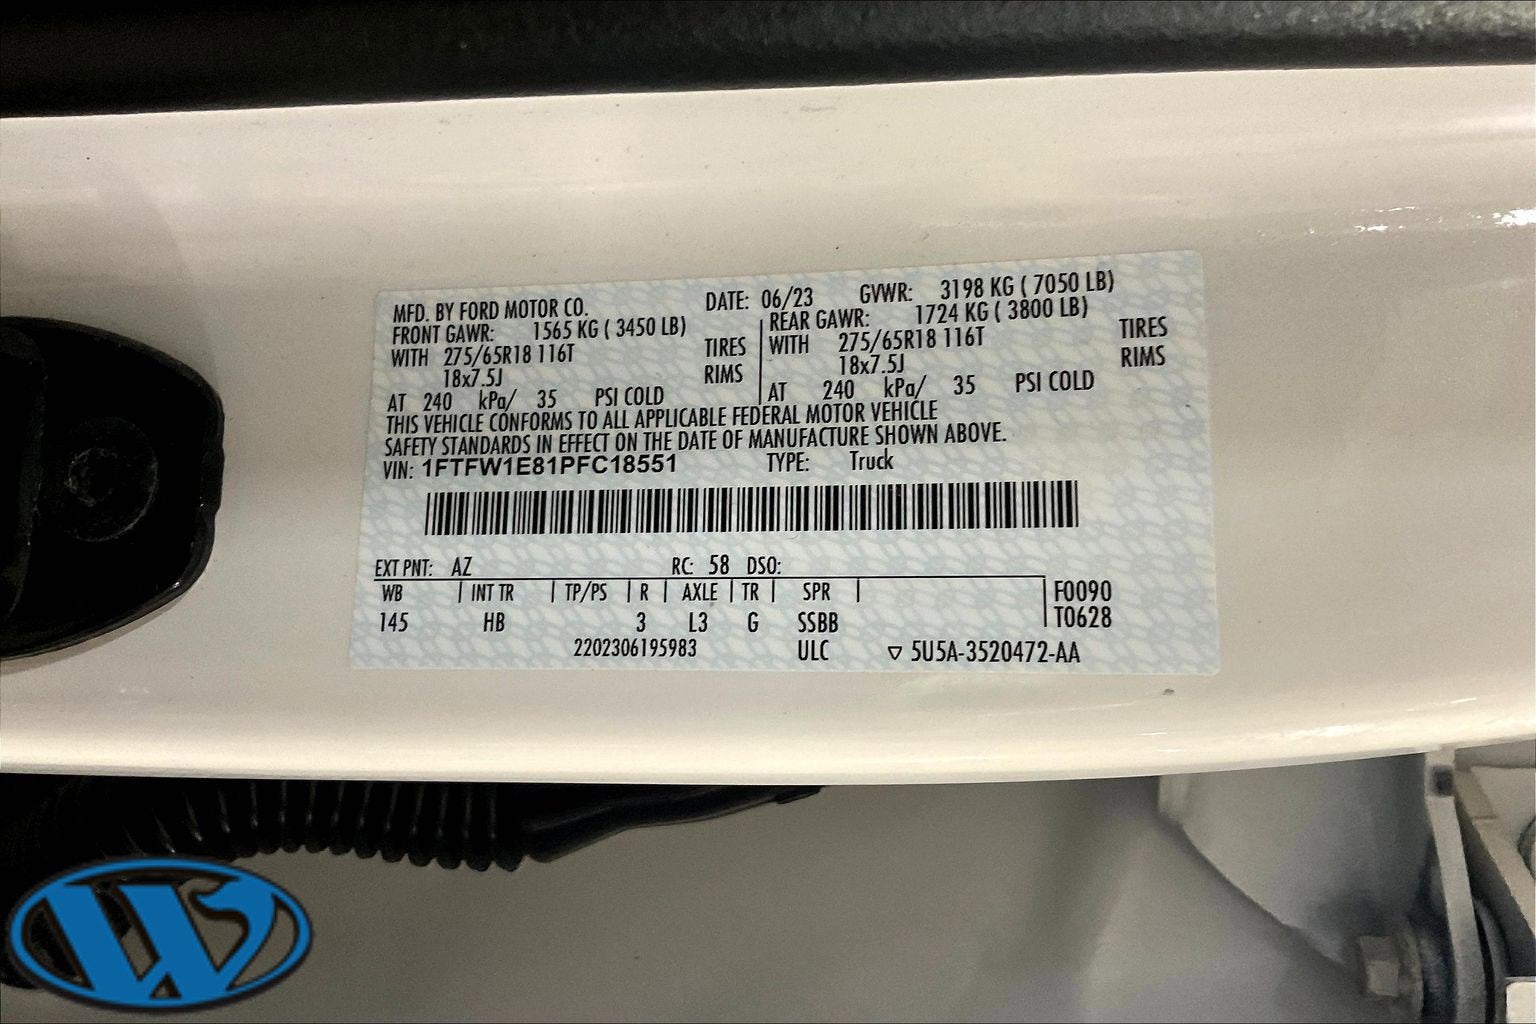 MFD. BY FORD MOTOR CO. DATE: 06/23 GVWR: 3198 KG ( 7050 LB)
FRONT GAWR: 1565 KG ( 3450 LB) REAR GAWR: 1724 KG ( 3800 LB)
WITH 275/65R18 116T TIRES WITH 275/65R18 116T TIRES
18x7.5J RIMS 18x7.5J RIMS
AT 240 kPa/ 35 PSI COLD AT 240 kPa/ 35 PSI COLD
THIS VEHICLE CONFORMS TO ALL APPLICABLE FEDERAL MOTOR VEHICLE
SAFETY STANDARDS IN EFFECT ON THE DATE OF MANUFACTURE SHOWN ABOVE.
VIN: 1FTFW1E81PFC18551 TYPE: Truck
EXT PNT: AZ RC: 58 DSO:
WB | INT TR | TP/PS | R | AXLE | TR | SPR | F0090
145 HB 3 L3 G SSBB T0628
2202306195983 ULC ▽ 5U5A-3520472-AA
W